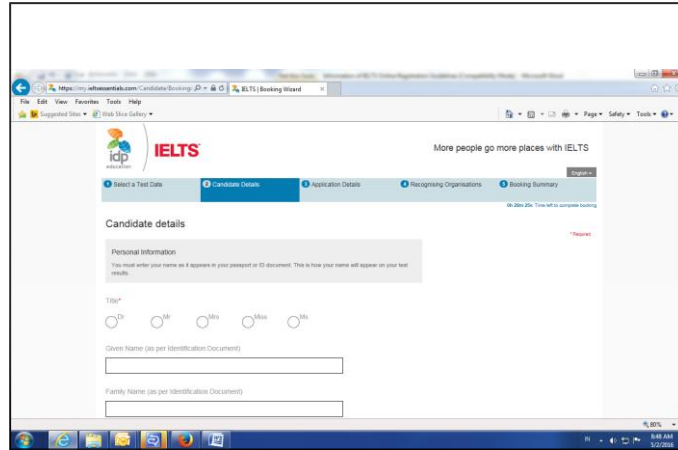 https://my.ieltsessentials.com/Candidate/Booking/
IELTS | Booking Wizard
File Edit View Favorites Tools Help
Suggested Sites Web Slice Gallery
Page Safety Tools
idp
education
IELTS
More people go more places with IELTS
English
1 Select a Test Date
2 Candidate Details
3 Application Details
4 Recognising Organisations
5 Booking Summary
Time left to complete booking
Candidate details
* Required
Personal Information
You must enter your name as it appears in your passport or ID document. This is how your name will appear on your test
results.
Title*
Dr Mr Mrs Miss Ms
Given Name (as per Identification Document)
Family Name (as per Identification Document)
80%
8:48 AM
5/2/2016